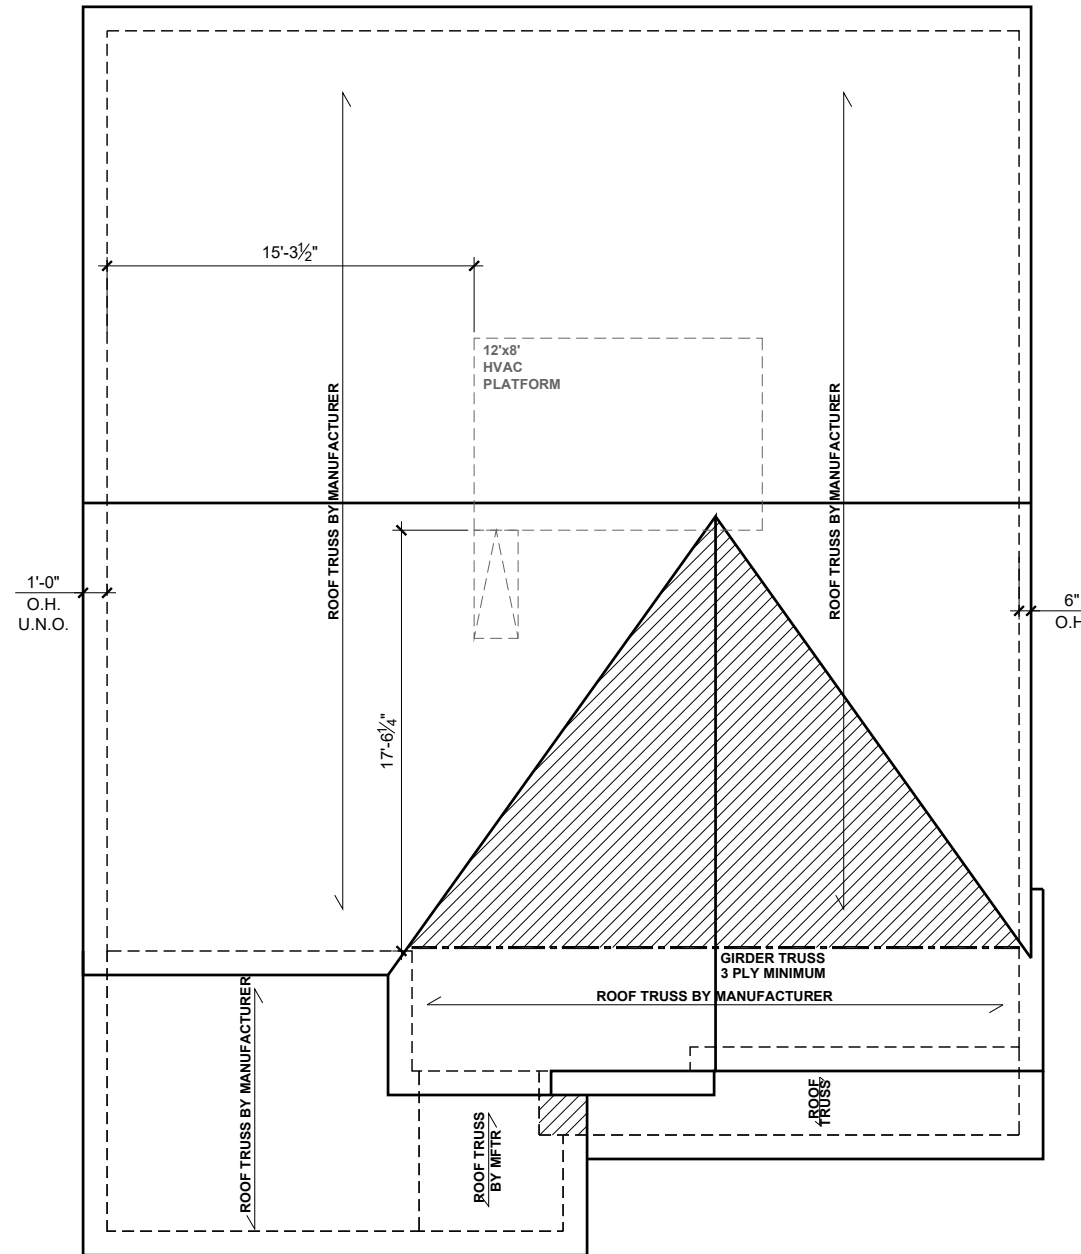 15'-3½"
12'x8'
HVAC
PLATFORM
ROOF TRUSS BY MANUFACTURER
ROOF TRUSS BY MANUFACTURER
1'-0"
O.H.
U.N.O.
6"
O.H
17'-6¼"
GIRDER TRUSS
3 PLY MINIMUM
ROOF TRUSS BY MANUFACTURER
ROOF TRUSS BY MANUFACTURER
ROOF TRUSS
BY MFTR
ROOF
TRUSS